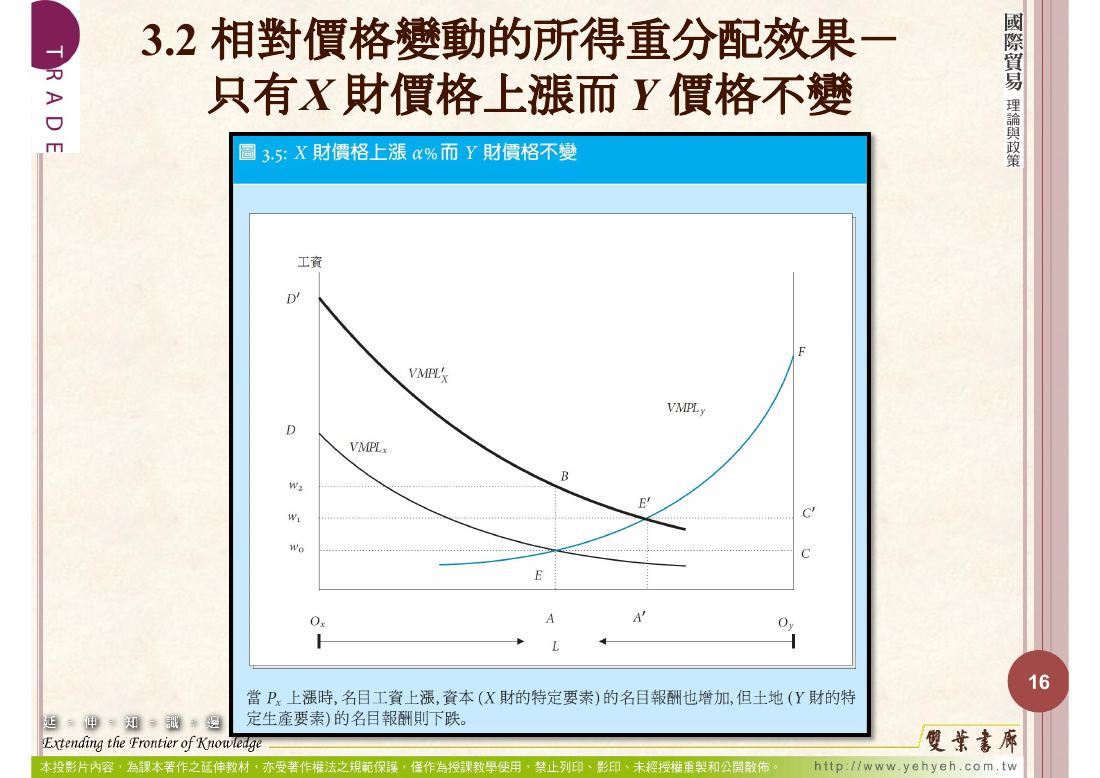 TRADE
3.2 相對價格變動的所得重分配效果－
只有 X 財價格上漲而 Y 價格不變
國際貿易 理論與政策
圖 3.5: X 財價格上漲 α% 而 Y 財價格不變
工資
D′
F
VMPL′X
VMPLy
D
VMPLx
B
w2
E′
w1
C′
w0
C
E
Ox
A
A′
Oy
L
當 Px 上漲時, 名目工資上漲, 資本 (X 財的特定要素) 的名目報酬也增加, 但土地 (Y 財的特
定生產要素) 的名目報酬則下跌。
16
延。伸。知。識。邊
Extending the Frontier of Knowledge
雙葉書廊
本投影片內容，為課本著作之延伸教材，亦受著作權法之規範保護，僅作為授課教學使用，禁止列印、影印、未經授權重製和公開散佈。
http://www.yehyeh.com.tw